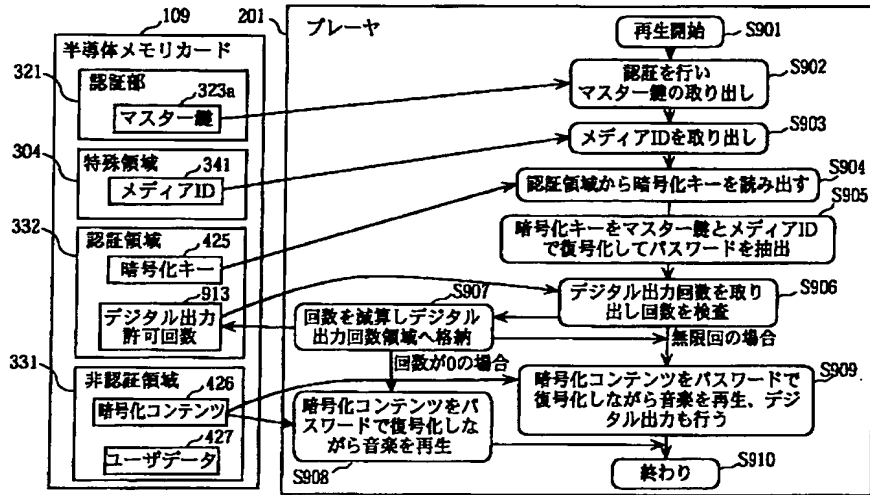 109
半導体メモリカード
321
認証部
323a
マスター鍵
304
特殊領域
341
メディアID
332
認証領域
425
暗号化キー
913
デジタル出力
許可回数
331
非認証領域
426
暗号化コンテンツ
427
ユーザデータ
201
プレーヤ
再生開始
S901
認証を行い
マスター鍵の取り出し
S902
メディアIDを取り出し
S903
認証領域から暗号化キーを読み出す
S904
暗号化キーをマスター鍵とメディアID
で復号化してパスワードを抽出
S905
デジタル出力回数を取
り出し回数を検査
S906
S907
回数を減算しデジタル
出力回数領域へ格納
無限回の場合
回数が0の場合
暗号化コンテンツをパ
スワードで復号化しな
がら音楽を再生
S908
暗号化コンテンツをパスワードで
復号化しながら音楽を再生、デジ
タル出力も行う
S909
終わり
S910